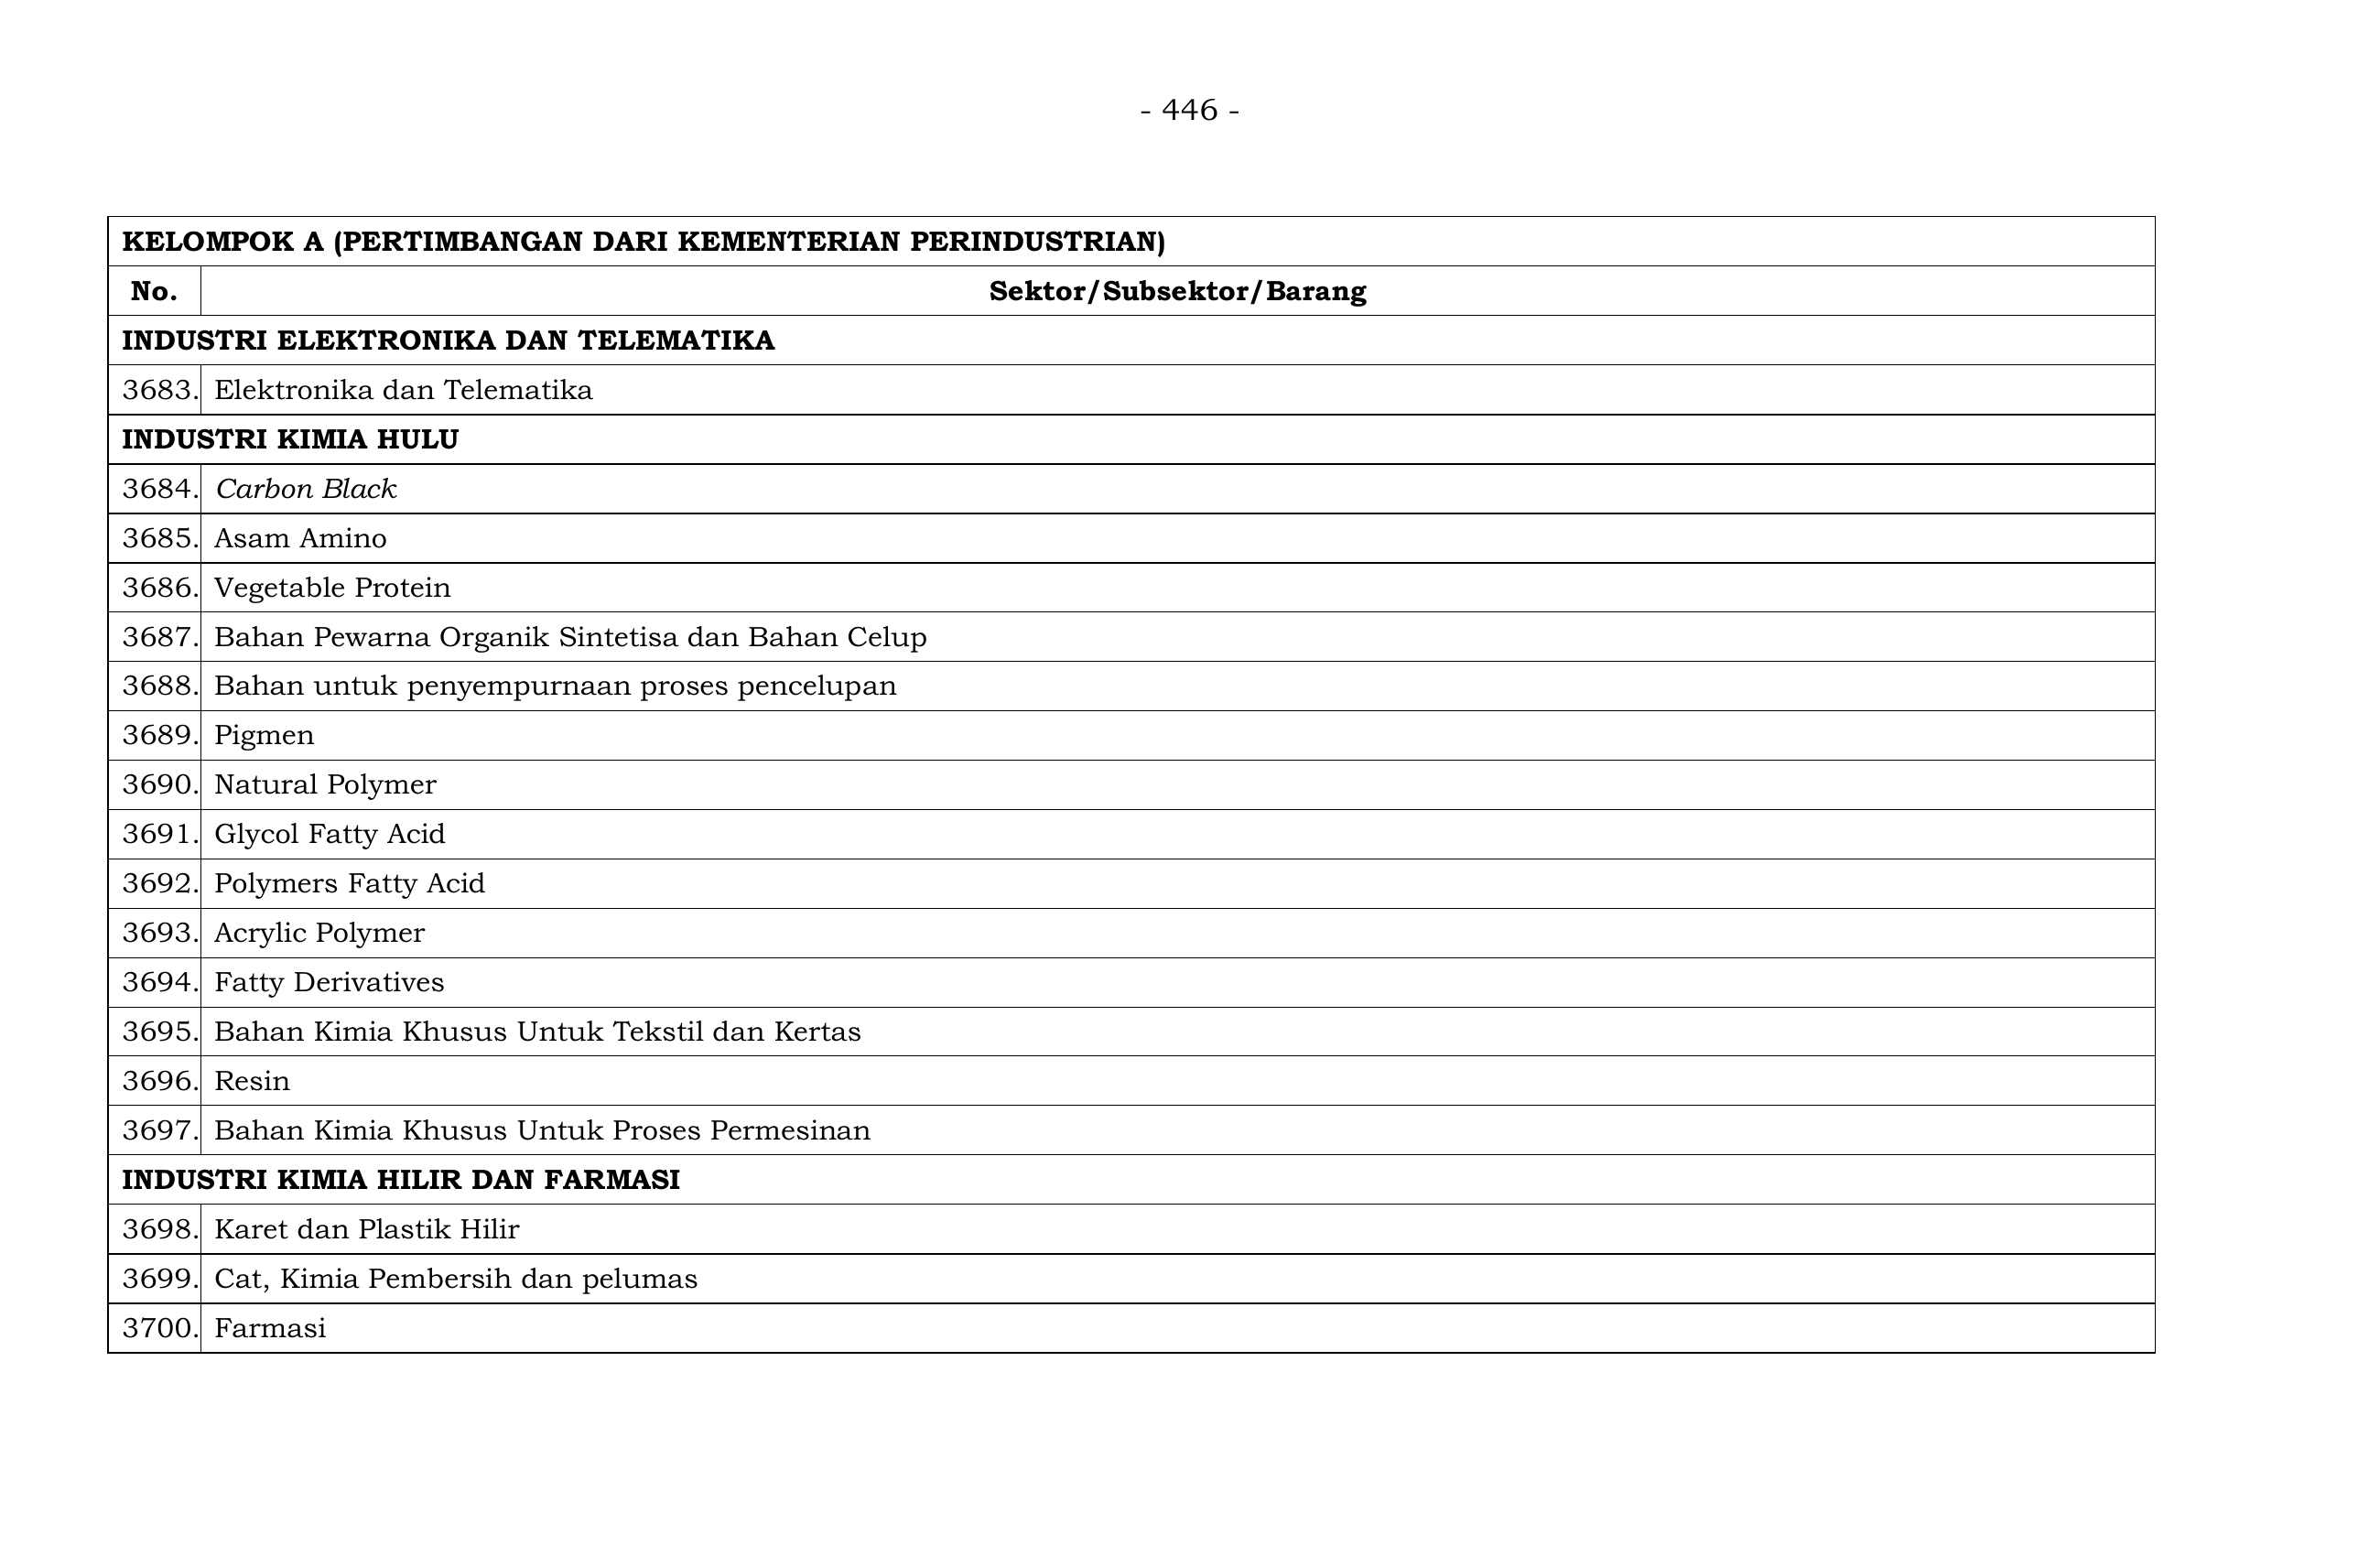 - 446 -
KELOMPOK A (PERTIMBANGAN DARI KEMENTERIAN PERINDUSTRIAN)
No. Sektor/Subsektor/Barang
INDUSTRI ELEKTRONIKA DAN TELEMATIKA
3683. Elektronika dan Telematika
INDUSTRI KIMIA HULU
3684. Carbon Black
3685. Asam Amino
3686. Vegetable Protein
3687. Bahan Pewarna Organik Sintetisa dan Bahan Celup
3688. Bahan untuk penyempurnaan proses pencelupan
3689. Pigmen
3690. Natural Polymer
3691. Glycol Fatty Acid
3692. Polymers Fatty Acid
3693. Acrylic Polymer
3694. Fatty Derivatives
3695. Bahan Kimia Khusus Untuk Tekstil dan Kertas
3696. Resin
3697. Bahan Kimia Khusus Untuk Proses Permesinan
INDUSTRI KIMIA HILIR DAN FARMASI
3698. Karet dan Plastik Hilir
3699. Cat, Kimia Pembersih dan pelumas
3700. Farmasi